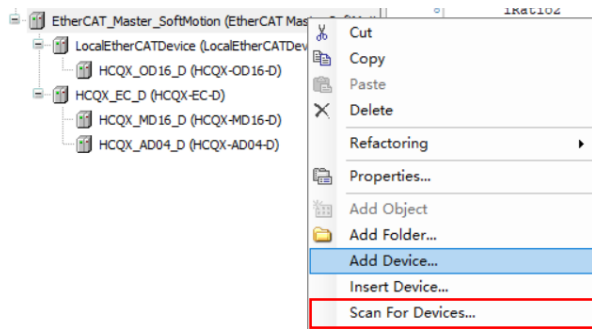 EtherCAT_Master_SoftMotion (EtherCAT Mas
LocalEtherCATDevice (LocalEtherCATDev
HCQX_OD16_D (HCQX-OD16-D)
HCQX_EC_D (HCQX-EC-D)
HCQX_MD16_D (HCQX-MD16-D)
HCQX_AD04_D (HCQX-AD04-D)
iRatio2
Cut
Copy
Paste
Delete
Refactoring
Properties...
Add Object
Add Folder...
Add Device...
Insert Device...
Scan For Devices...